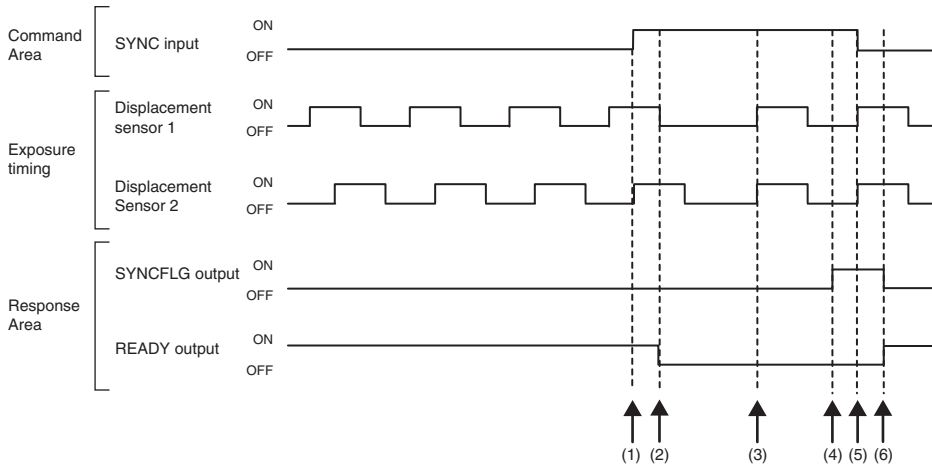 Command
Area
SYNC input
ON
OFF
Exposure
timing
Displacement
sensor 1
ON
OFF
Displacement
Sensor 2
ON
OFF
Response
Area
SYNCFLG output
ON
OFF
READY output
ON
OFF
(1) (2) (3) (4) (5) (6)